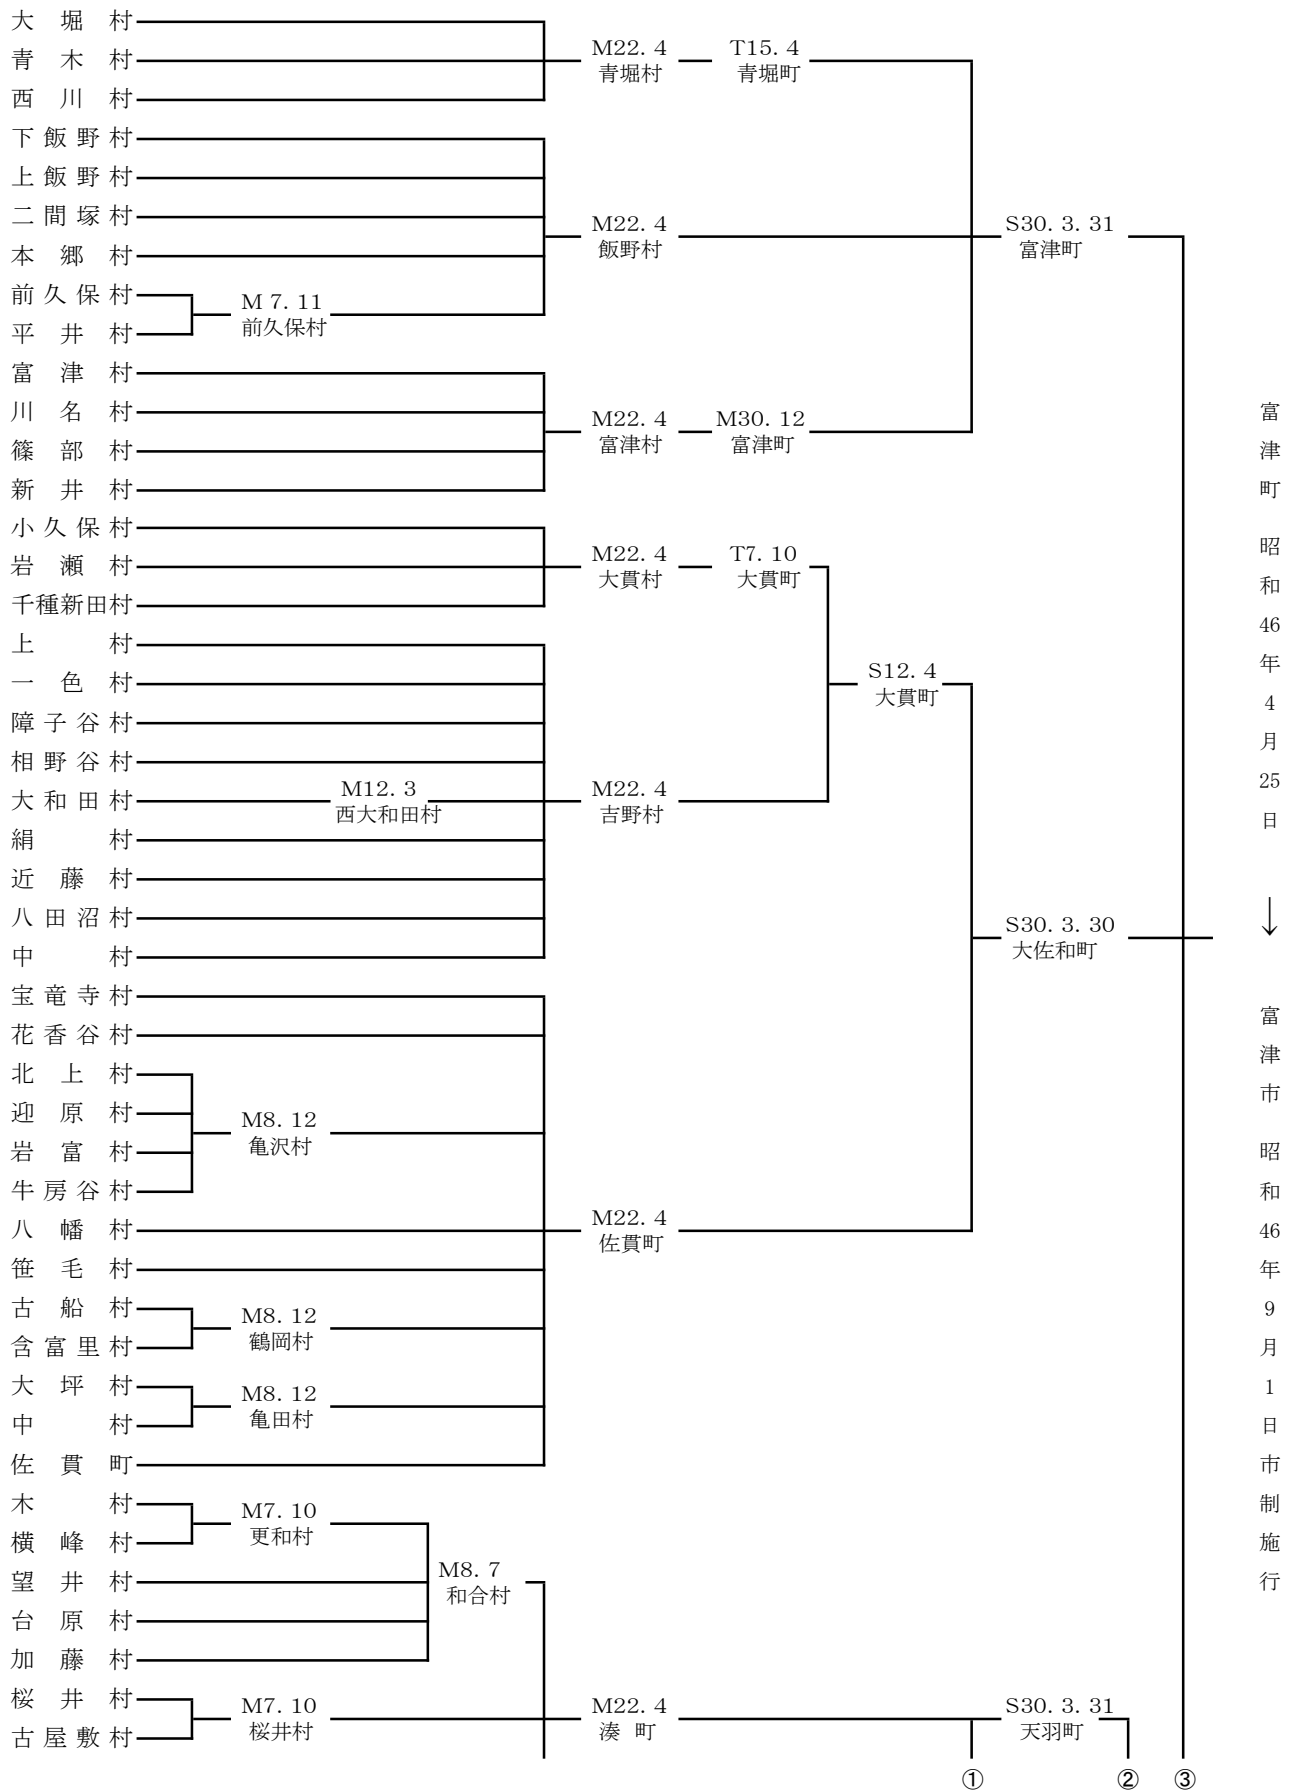 大堀村
青木村
西川村
M22. 4
青堀村
T15. 4
青堀町
下飯野村
上飯野村
二間塚村
本郷村
前久保村
平井村
M 7. 11
前久保村
M22. 4
飯野村
S30. 3. 31
富津町
富津村
川名村
篠部村
新井村
M22. 4
富津村
M30. 12
富津町
小久保村
岩瀬村
千種新田村
M22. 4
大貫村
T7. 10
大貫町
上村
一色村
障子谷村
相野谷村
大和田村
絹村
近藤村
八田沼村
中村
M12. 3
西大和田村
M22. 4
吉野村
S12. 4
大貫町
S30. 3. 30
大佐和町
宝竜寺村
花香谷村
北上村
迎原村
岩富村
牛房谷村
M8. 12
亀沢村
八幡村
笹毛村
M22. 4
佐貫町
古船村
含富里村
M8. 12
鶴岡村
大坪村
中村
M8. 12
亀田村
佐貫町
木村
横峰村
M7. 10
更和村
望井村
台原村
加藤村
M8. 7
和合村
桜井村
古屋敷村
M7. 10
桜井村
M22. 4
湊町
S30. 3. 31
天羽町
① ② ③
富津町 昭和46年4月25日 ↓ 富津市 昭和46年9月1日市制施行